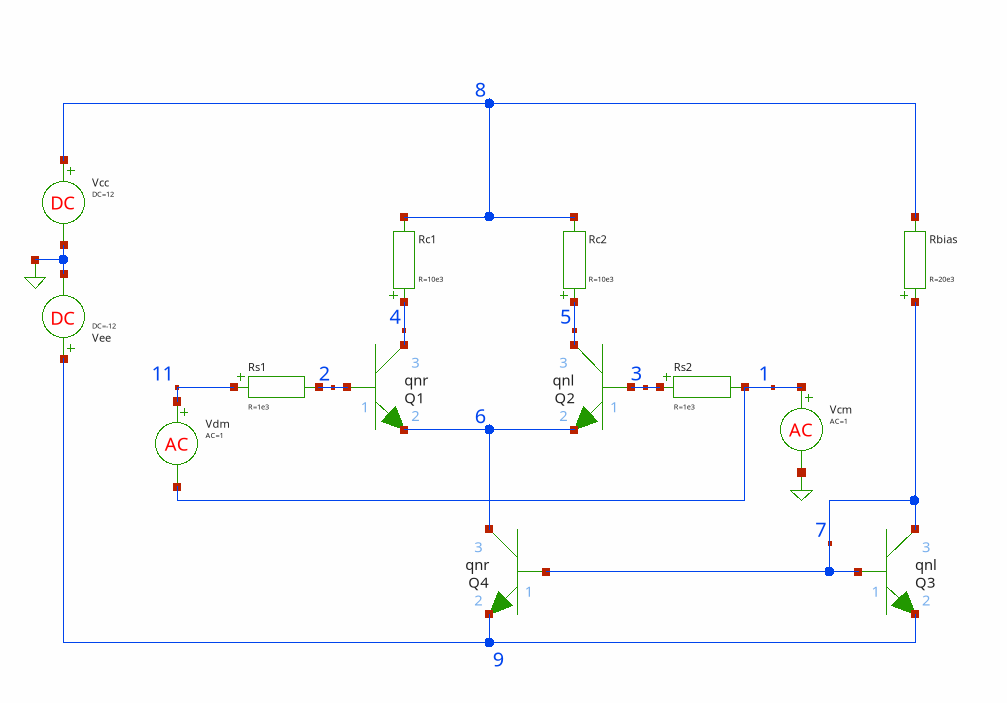 8
+
Vcc
DC=12
DC
+
Rc1
R=10e3
+
Rc2
R=10e3
+
Rbias
R=20e3
DC
DC=-12
Vee
+
4
5
11
Rs1
+
R=1e3
2
3
qnr
Q1
1
2
3
qnl
Q2
1
2
3
Rs2
+
R=1e3
1
AC
+
Vdm
AC=1
AC
+
Vcm
AC=1
6
7
3
qnr
Q4
1
2
3
qnl
Q3
1
2
9